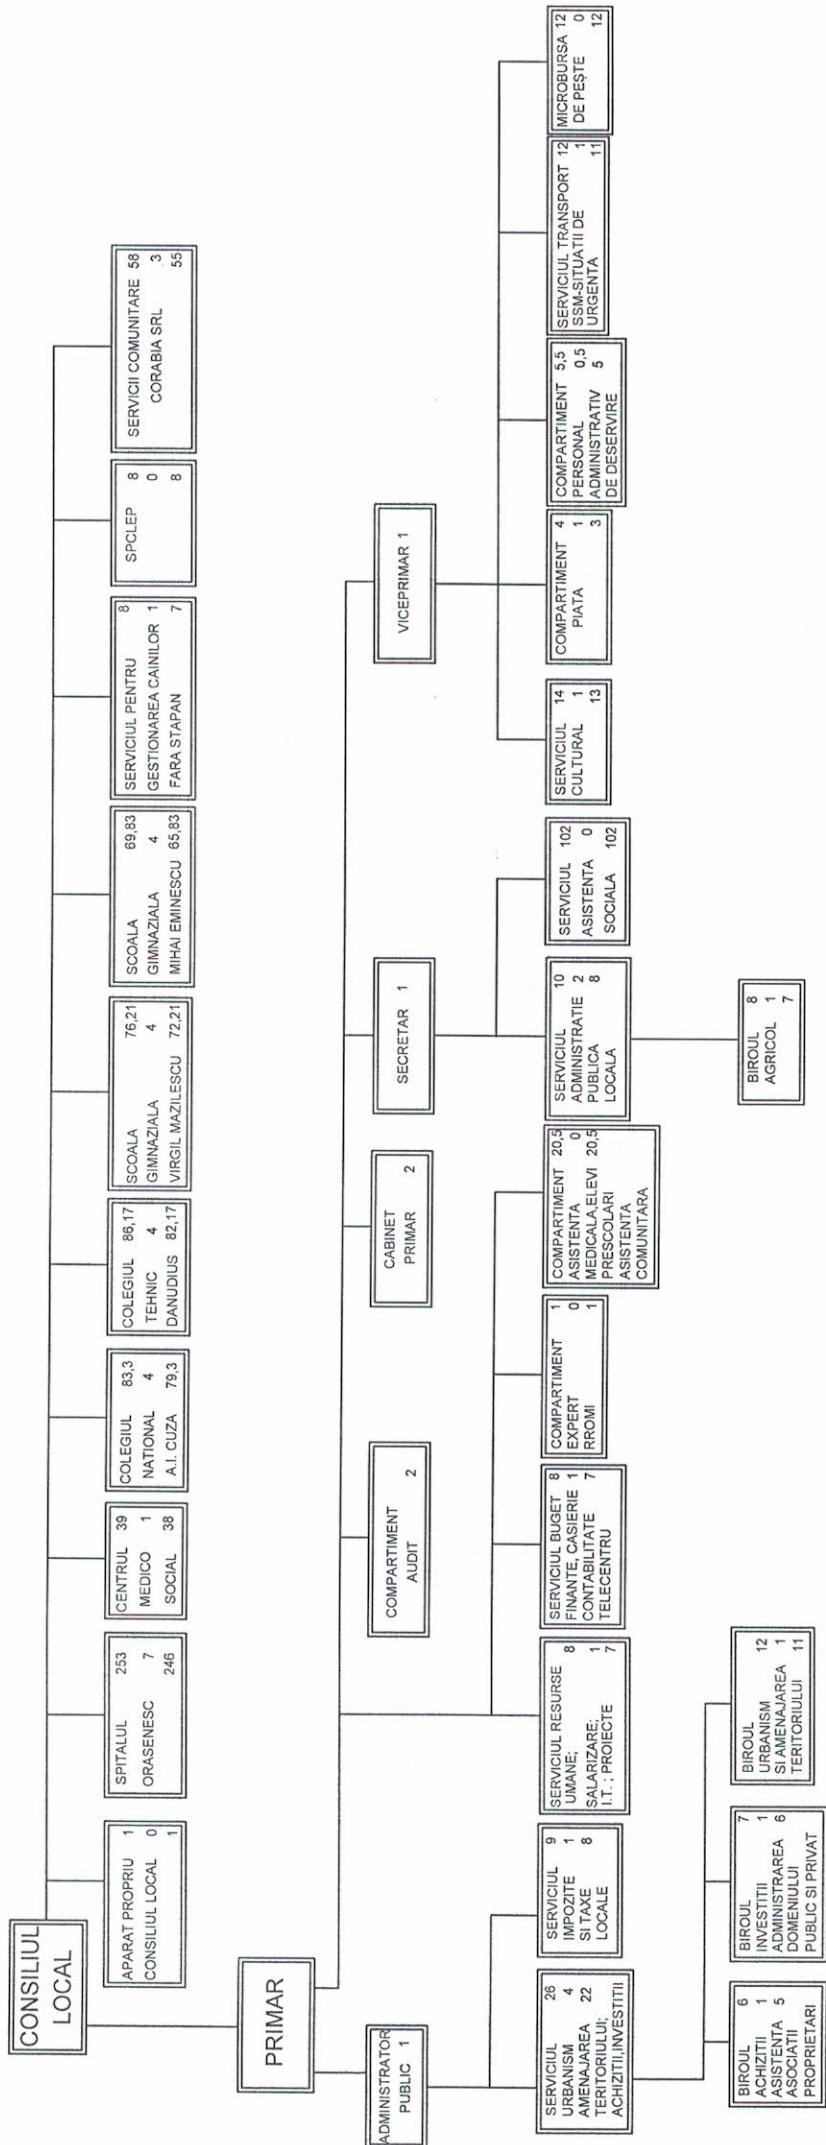 CONSILIUL
LOCAL
APARAT PROPRIU 1
CONSILIUL LOCAL 0
1
SPITALUL 253
ORASENESC 7
246
CENTRUL 39
MEDICO 1
SOCIAL 38
COLEGIUL 83,3
NATIONAL 4
A.I. CUZA 79,3
COLEGIUL 86,17
TEHNIC 4
DANUDIUS 82,17
SCOALA 76,21
GIMNAZIALA 4
VIRGIL MAZILESCU 72,21
SCOALA 69,83
GIMNAZIALA 4
MIHAI EMINESCU 65,83
SERVICIUL PENTRU 8
GESTIONAREA CAINILOR 1
FARA STAPAN 7
SPCLEP 8
0
8
SERVICII COMUNITARE 58
CORABIA SRL 3
55
PRIMAR
ADMINISTRATOR
PUBLIC 1
COMPARTIMENT
AUDIT 2
CABINET
PRIMAR 2
SECRETAR 1
VICEPRIMAR 1
SERVICIUL 26
URBANISM 4
AMENAJAREA 22
TERITORIULUI;
ACHIZITII,INVESTITII
SERVICIUL 9
IMPOZITE 1
SI TAXE 8
LOCALE
SERVICIUL RESURSE
UMANE; 8
SALARIZARE; 1
I.T. ; PROIECTE 7
SERVICIUL BUGET 8
FINANTE, CASIERIE 1
CONTABILITATE 7
TELECENTRU
COMPARTIMENT 1
EXPERT 0
RROMI 1
COMPARTIMENT 20,5
ASISTENTA 0
MEDICALA,ELEVI 20,5
PRESCOLARI
ASISTENTA
COMUNITARA
SERVICIUL 10
ADMINISTRATIE 2
PUBLICA 8
LOCALA
SERVICIUL 102
ASISTENTA 0
SOCIALA 102
SERVICIUL 14
CULTURAL 1
13
COMPARTIMENT 4
PIATA 1
3
COMPARTIMENT 5,5
PERSONAL 0,5
ADMINISTRATIV 5
DE DESERVIRE
SERVICIUL TRANSPORT 12
SSM-SITUATII DE 1
URGENTA 11
MICROBURSA 12
DE PEȘTE 0
12
BIROUL 6
ACHIZITII 1
ASISTENTA 5
ASOCIATII
PROPRIETARI
BIROUL 7
INVESTITII 1
ADMINISTRAREA 6
DOMENIULUI
PUBLIC SI PRIVAT
BIROUL 12
URBANISM 1
SI AMENAJAREA 11
TERITORIULUI
BIROUL 8
AGRICOL 1
7